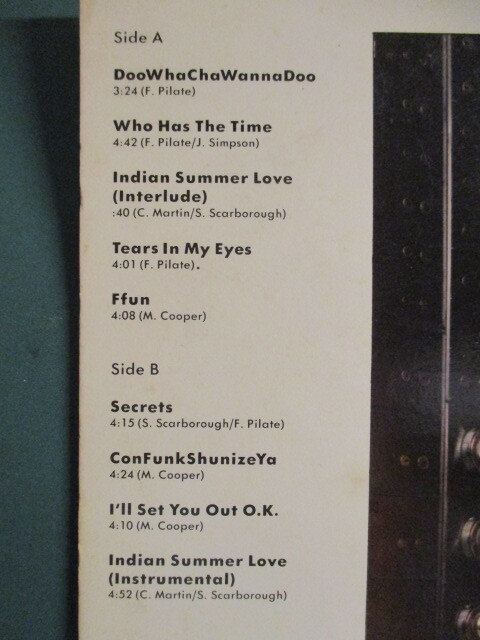 Side A
DooWhaChaWannaDoo
3:24 (F. Pilate)
Who Has The Time
4:42 (F. Pilate/J. Simpson)
Indian Summer Love
(Interlude)
:40 (C. Martin/S. Scarborough)
Tears In My Eyes
4:01 (F. Pilate).
Ffun
4:08 (M. Cooper)
Side B
Secrets
4:15 (S. Scarborough/F. Pilate)
ConFunkShunizeYa
4:24 (M. Cooper)
I'll Set You Out O.K.
4:10 (M. Cooper)
Indian Summer Love
(Instrumental)
4:52 (C. Martin/S. Scarborough)